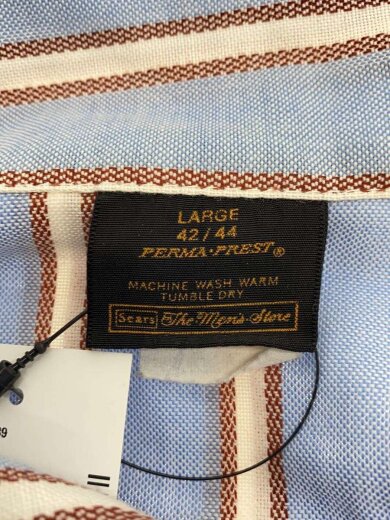 LARGE
42/44
PERMA-PREST®
MACHINE WASH WARM
TUMBLE DRY
Sears The Men's Store